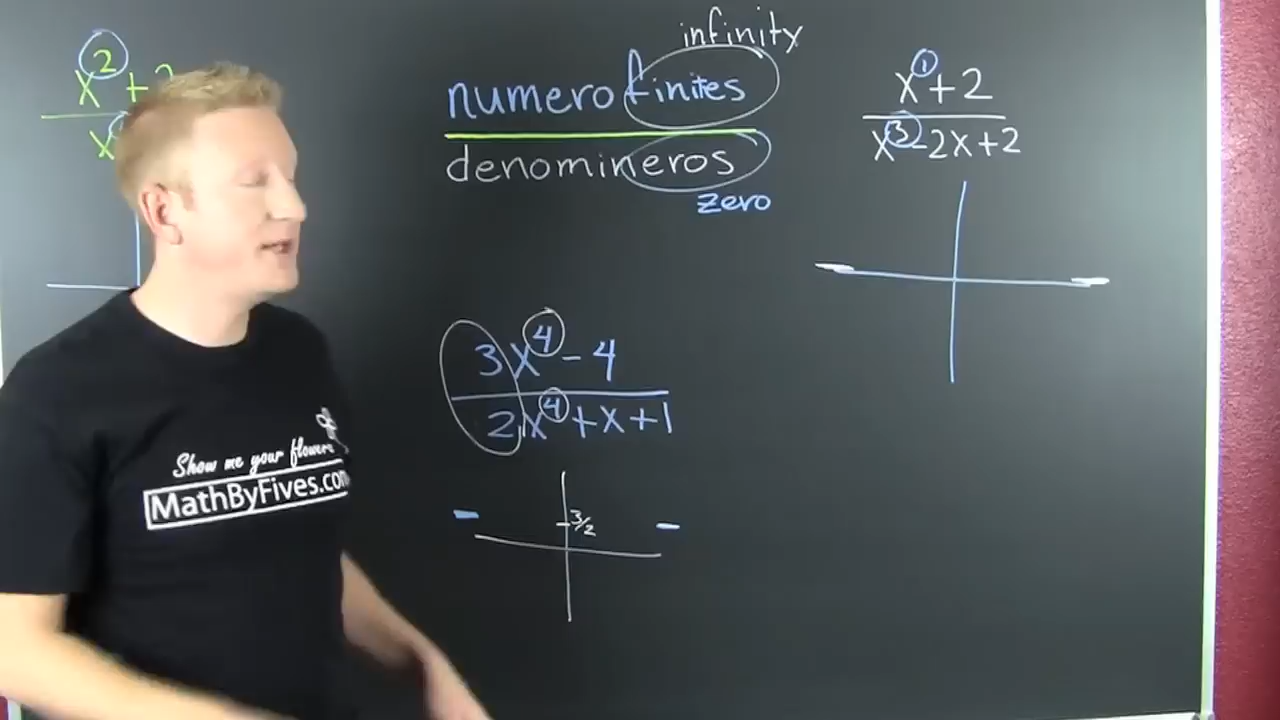 x² + 2
x
infinity
numerofinites
denomineros
zero
x¹ + 2
x³ - 2x + 2
3x⁴ - 4
2x⁴ + x + 1
3/2
Show me your flowers
MathByFives.com